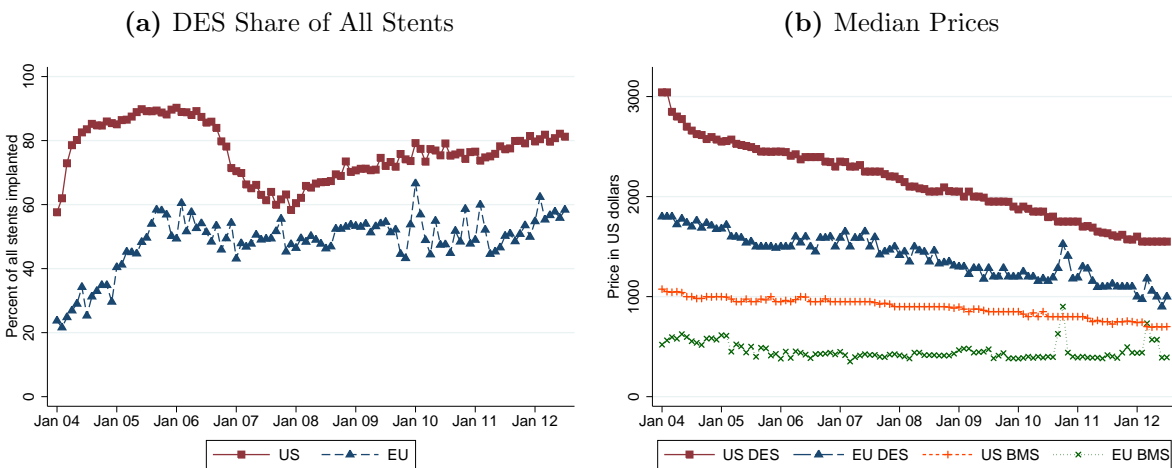 (a) DES Share of All Stents
Percent of all stents implanted
100
80
60
40
20
0
Jan 04 Jan 05 Jan 06 Jan 07 Jan 08 Jan 09 Jan 10 Jan 11 Jan 12
US EU
(b) Median Prices
Price in US dollars
3000
2000
1000
0
Jan 04 Jan 05 Jan 06 Jan 07 Jan 08 Jan 09 Jan 10 Jan 11 Jan 12
US DES EU DES US BMS EU BMS